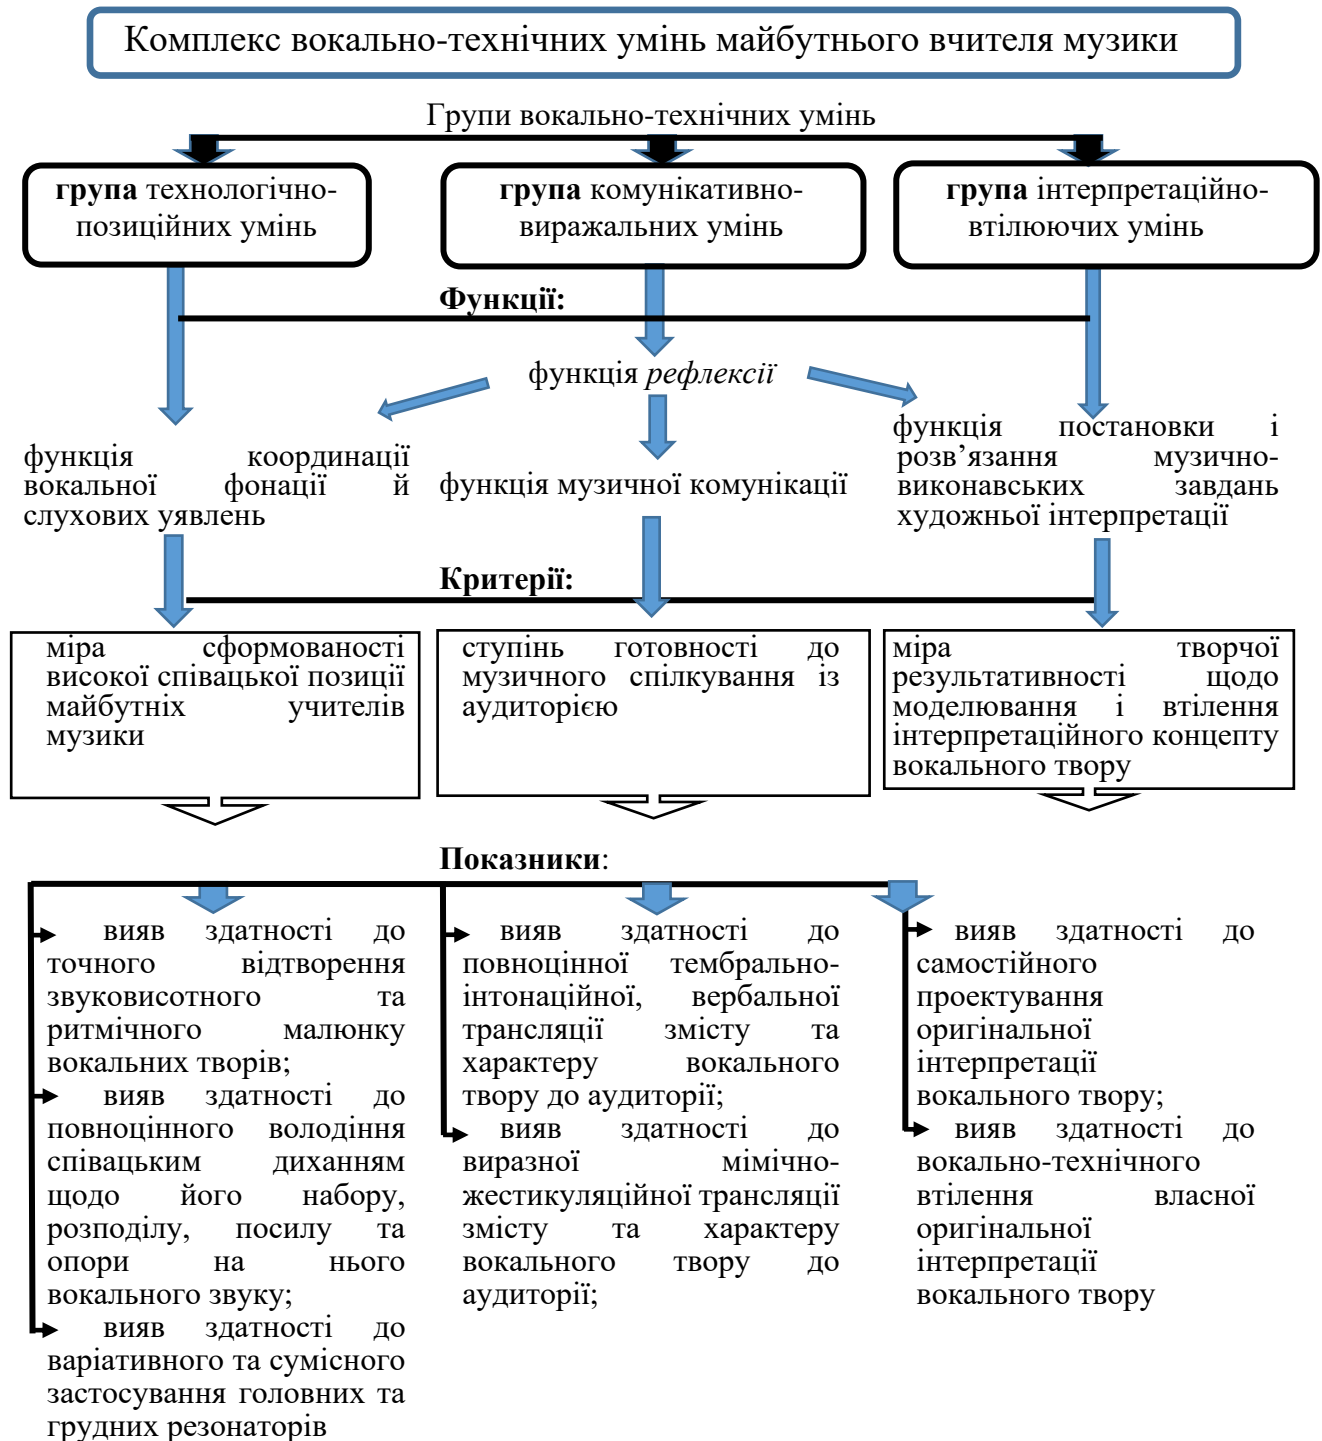 Комплекс вокально-технічних умінь майбутнього вчителя музики
Групи вокально-технічних умінь
група технологічно-
позиційних умінь
група комунікативно-
виражальних умінь
група інтерпретаційно-
втілюючих умінь
Функції:
функція рефлексії
функція координації
вокальної фонації й
слухових уявлень
функція музичної комунікації
функція постановки і
розв’язання музично-
виконавських завдань
художньої інтерпретації
Критерії:
міра сформованості
високої співацької позиції
майбутніх учителів
музики
ступінь готовності до
музичного спілкування із
аудиторією
міра творчої
результативності щодо
моделювання і втілення
інтерпретаційного концепту
вокального твору
Показники:
вияв здатності до
точного відтворення
звуковисотного та
ритмічного малюнку
вокальних творів;
вияв здатності до
повноцінного володіння
співацьким диханням
щодо його набору,
розподілу, посилу та
опори на нього
вокального звуку;
вияв здатності до
варіативного та сумісного
застосування головних та
грудних резонаторів
вияв здатності до
повноцінної тембрально-
інтонаційної, вербальної
трансляції змісту та
характеру вокального
твору до аудиторії;
вияв здатності до
виразної мімічно-
жестикуляційної трансляції
змісту та характеру
вокального твору до
аудиторії;
вияв здатності до
самостійного
проектування
оригінальної
інтерпретації
вокального твору;
вияв здатності до
вокально-технічного
втілення власної
оригінальної
інтерпретації
вокального твору